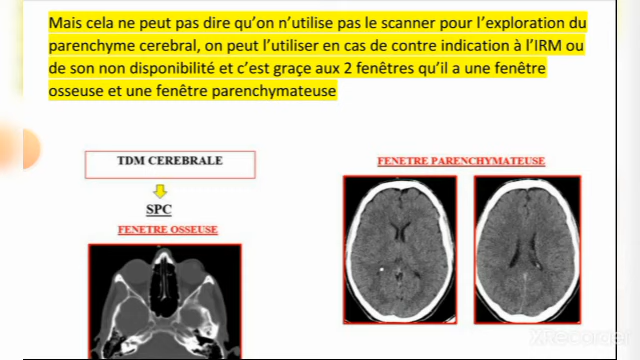 Mais cela ne peut pas dire qu'on n'utilise pas le scanner pour l'exploration du
parenchyme cerebral, on peut l'utiliser en cas de contre indication à l'IRM ou
de son non disponibilité et c'est graçe aux 2 fenêtres qu'il a une fenêtre
osseuse et une fenêtre parenchymateuse
TDM CEREBRALE
SPC
FENETRE OSSEUSE
FENETRE PARENCHYMATEUSE
XRecorder